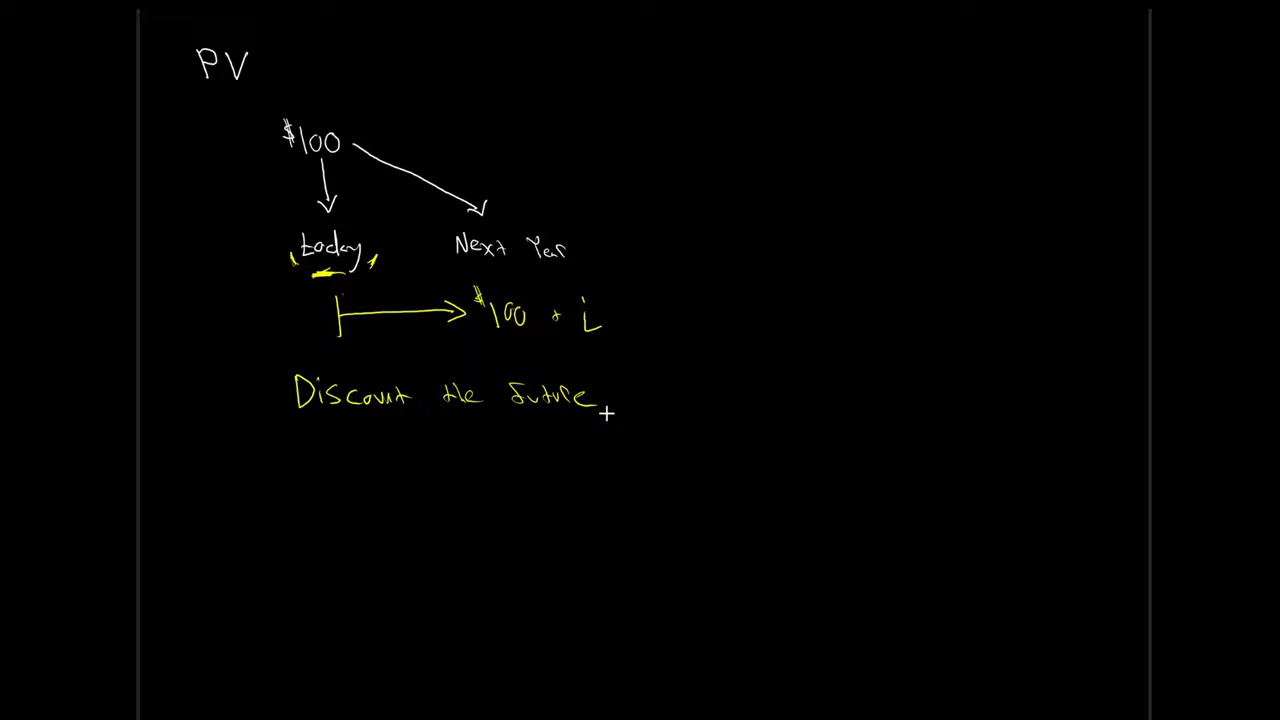 PV
$100
today Next Year
$100 + i
Discount the future